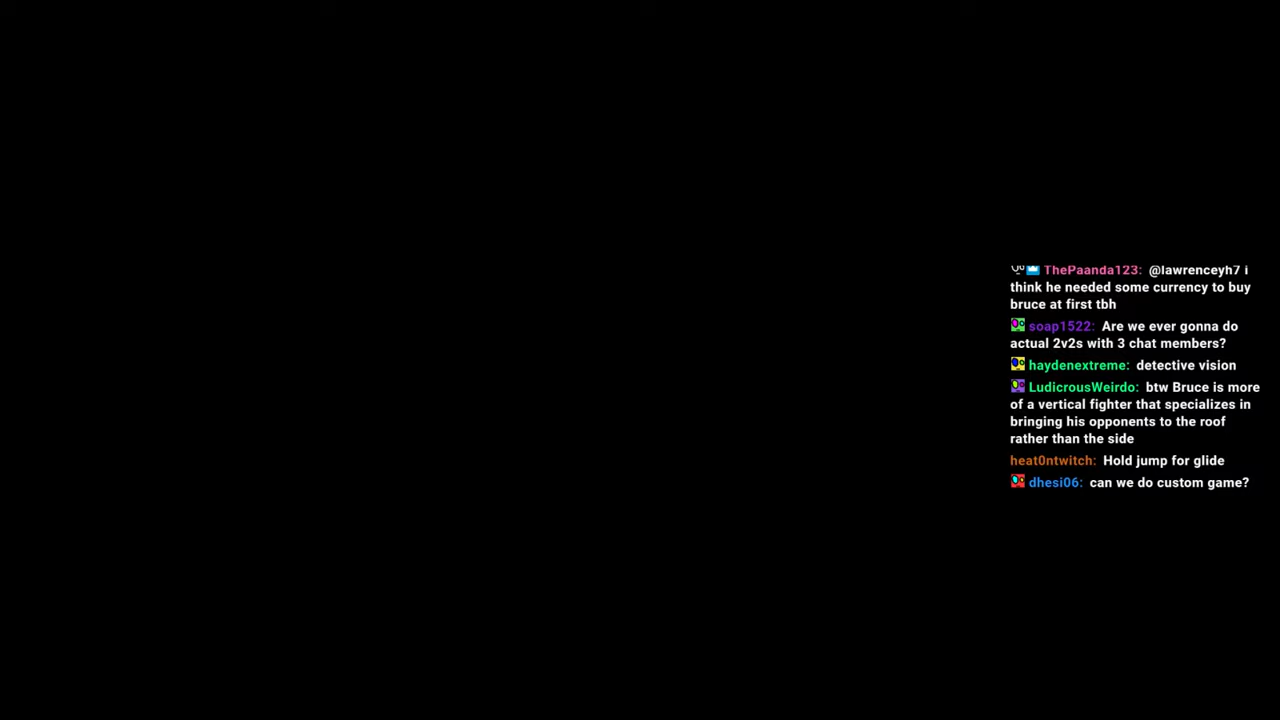 ThePaanda123: @lawrenceyh7 i
think he needed some currency to buy
bruce at first tbh
soap1522: Are we ever gonna do
actual 2v2s with 3 chat members?
haydenextreme: detective vision
LudicrousWeirdo: btw Bruce is more
of a vertical fighter that specializes in
bringing his opponents to the roof
rather than the side
heat0ntwitch: Hold jump for glide
dhesi06: can we do custom game?